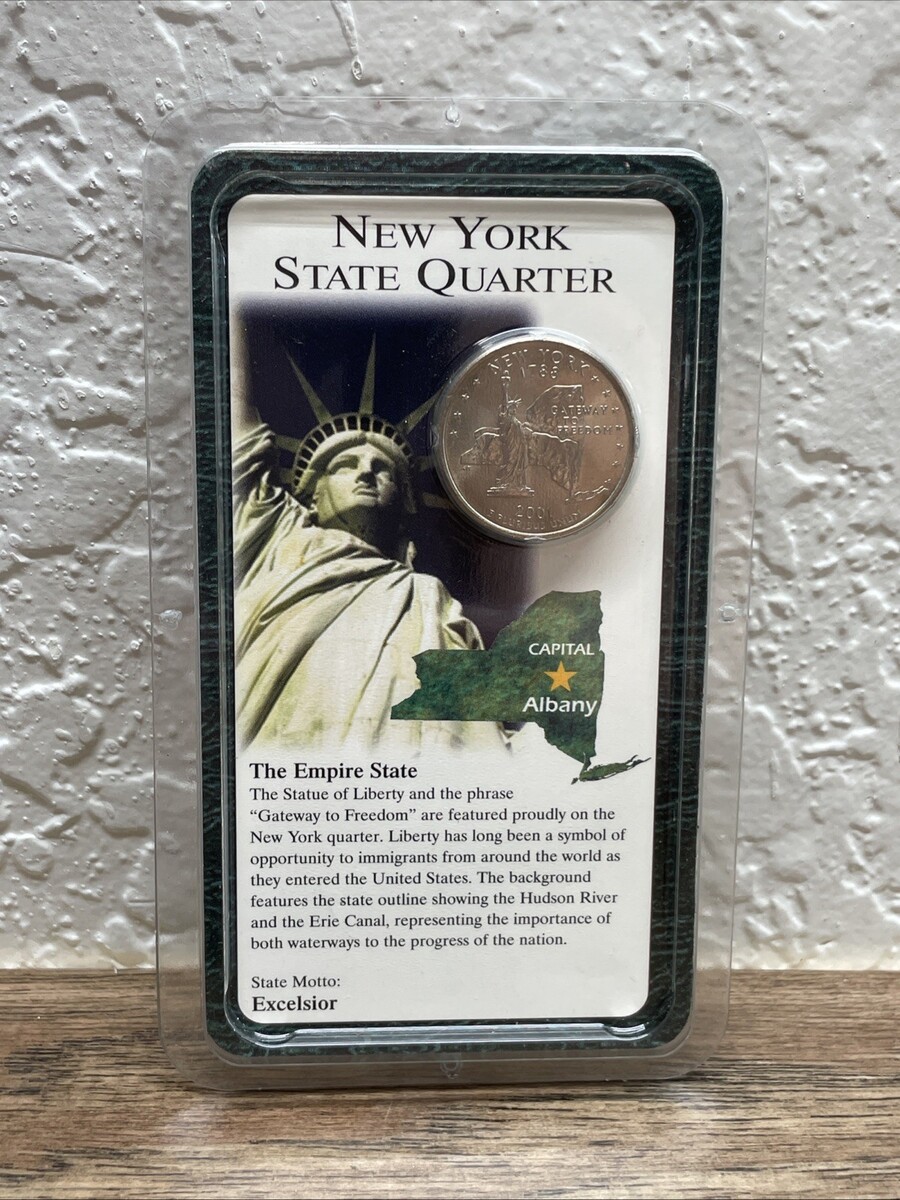 NEW YORK
STATE QUARTER
NEW YORK
1788
GATEWAY
TO
FREEDOM
2001
E PLURIBUS UNUM
CAPITAL
Albany
The Empire State
The Statue of Liberty and the phrase
“Gateway to Freedom” are featured proudly on the
New York quarter. Liberty has long been a symbol of
opportunity to immigrants from around the world as
they entered the United States. The background
features the state outline showing the Hudson River
and the Erie Canal, representing the importance of
both waterways to the progress of the nation.
State Motto:
Excelsior